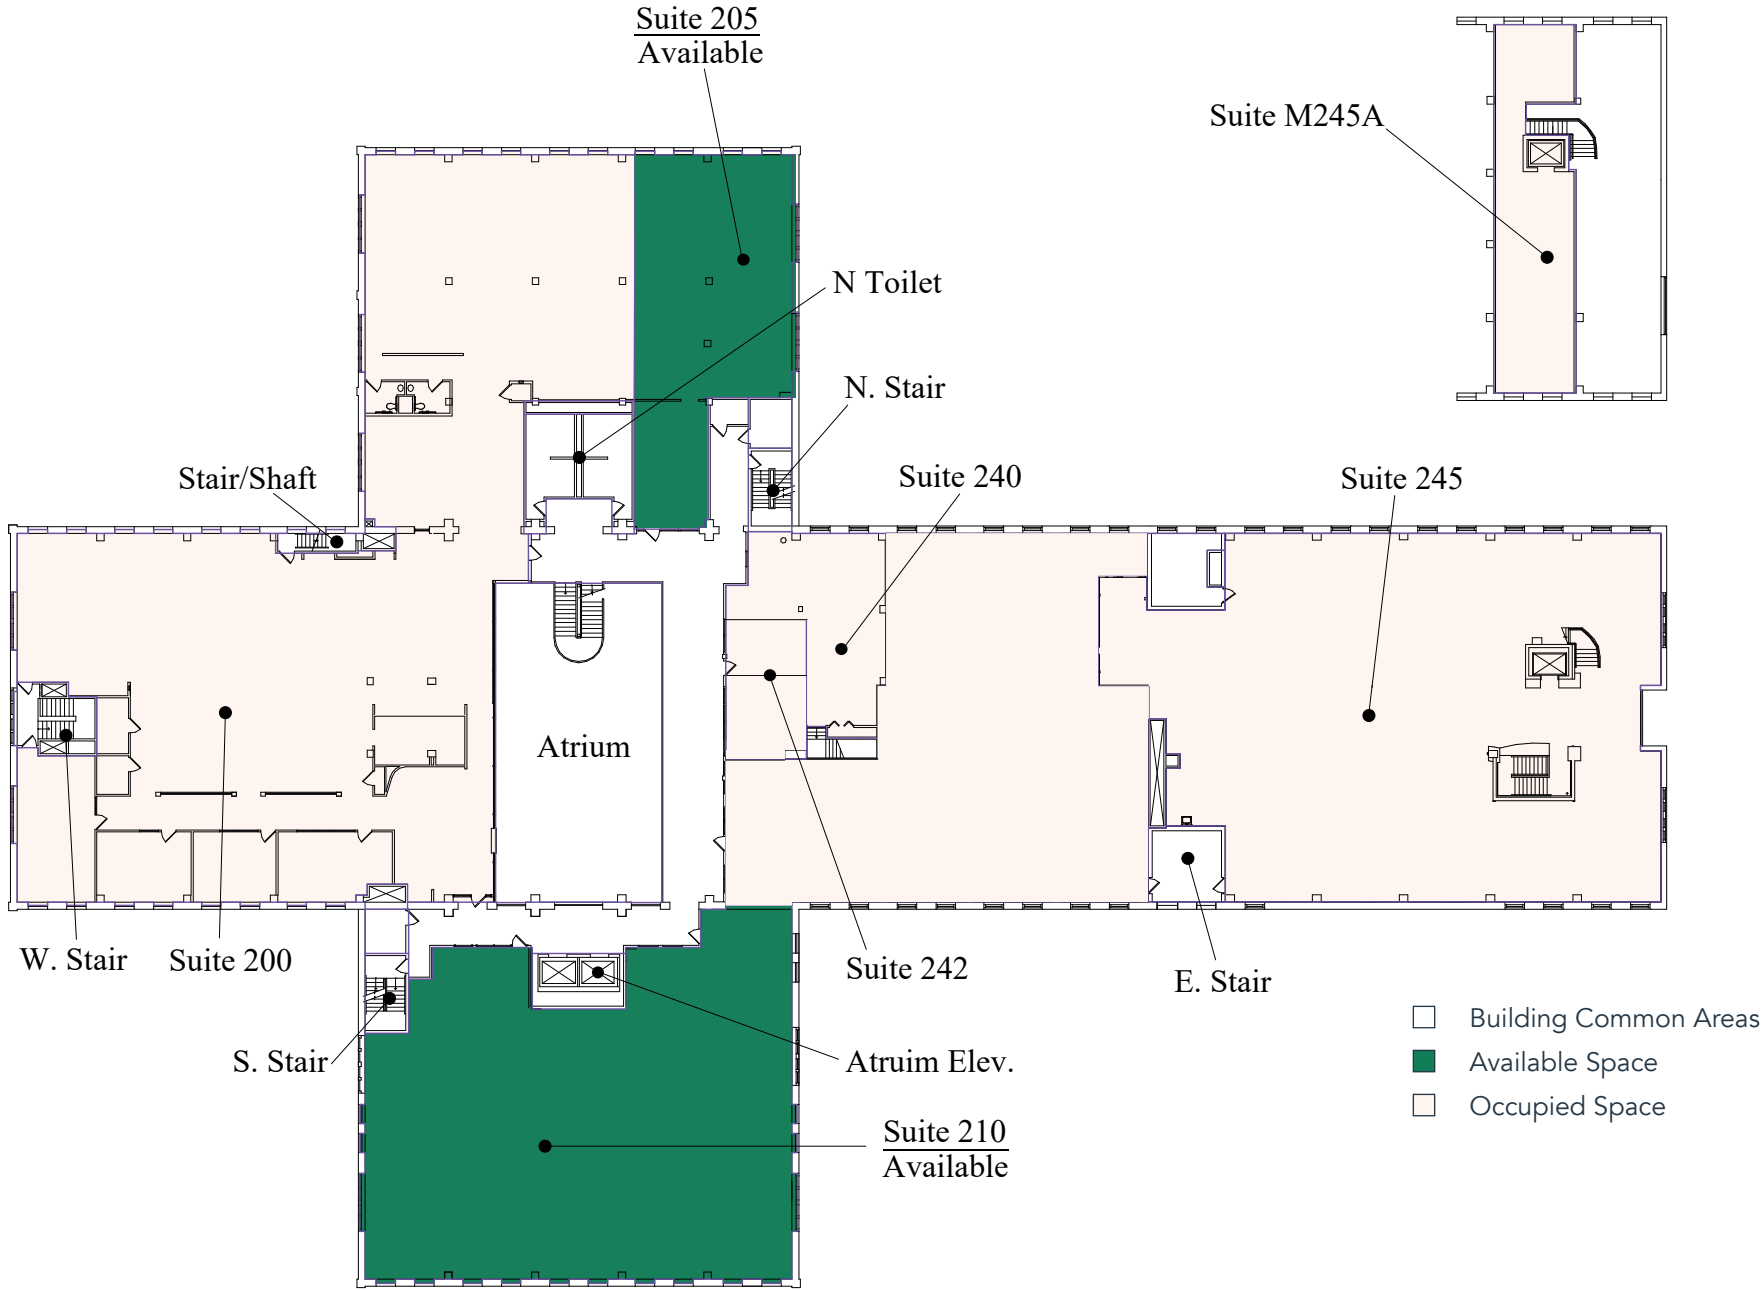 Suite 205
Available
Suite M245A
N Toilet
N. Stair
Stair/Shaft
Suite 240
Suite 245
Atrium
W. Stair
Suite 200
Suite 242
E. Stair
S. Stair
Atruim Elev.
Suite 210
Available
Building Common Areas
Available Space
Occupied Space